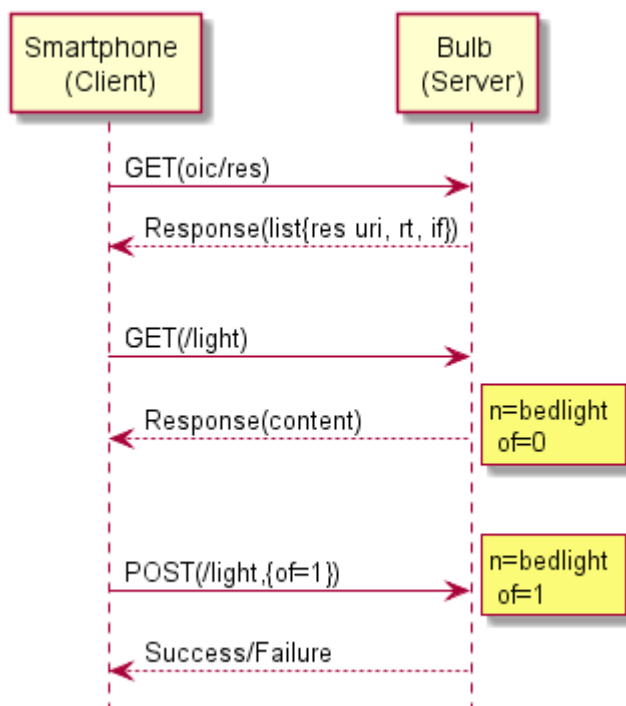 Smartphone
(Client)
Bulb
(Server)
GET(oic/res)
Response(list{res uri, rt, if})
GET(/light)
Response(content)
n=bedlight
of=0
POST(/light,{of=1})
n=bedlight
of=1
Success/Failure